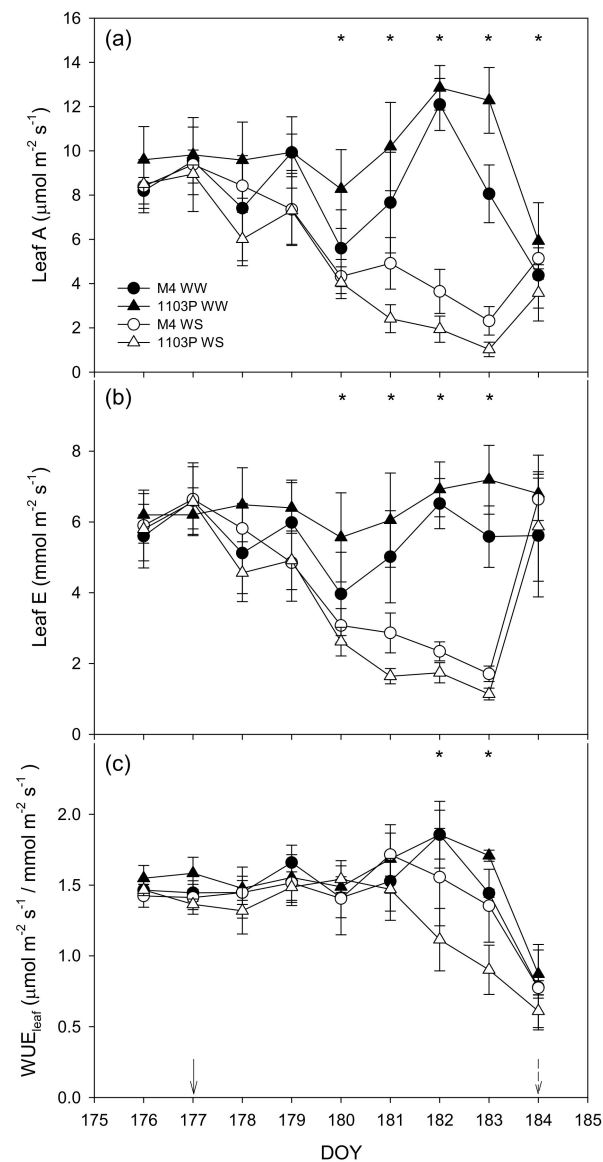 (a)
* * * * *
16
14
12
10
8
6
4
2
0
Leaf A (µmol m⁻² s⁻¹)
M4 WW
1103P WW
M4 WS
1103P WS
(b)
* * * *
8
6
4
2
0
Leaf E (mmol m⁻² s⁻¹)
(c)
* *
2.0
1.5
1.0
0.5
0.0
WUE_leaf (µmol m⁻² s⁻¹ / mmol m⁻² s⁻¹)
175 176 177 178 179 180 181 182 183 184 185
DOY